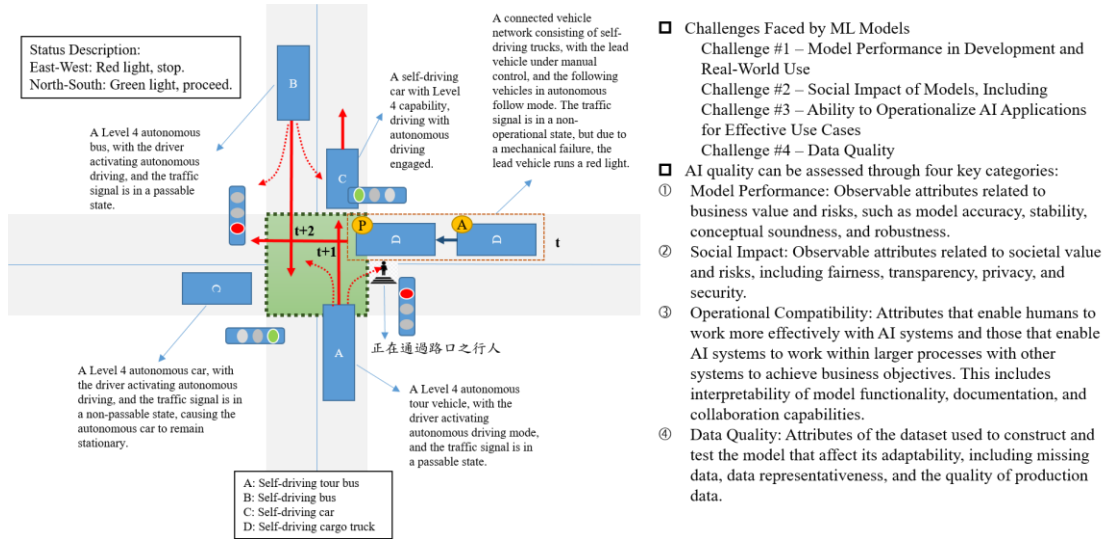 Status Description:
East-West: Red light, stop.
North-South: Green light, proceed.
A Level 4 autonomous
bus, with the driver
activating autonomous
driving, and the traffic
signal is in a passable
state.
B
A self-driving
car with Level
4 capability,
driving with
autonomous
driving
engaged.
A connected vehicle
network consisting of self-
driving trucks, with the lead
vehicle under manual
control, and the following
vehicles in autonomous
follow mode. The traffic
signal is in a non-
operational state, but due to
a mechanical failure, the
lead vehicle runs a red light.
C
P
A
D
D
t
t+2
t+1
C
A
正在通過路口之行人
A Level 4 autonomous car, with
the driver activating autonomous
driving, and the traffic signal is in
a non-passable state, causing the
autonomous car to remain
stationary.
A Level 4 autonomous
tour vehicle, with the
driver activating
autonomous driving mode,
and the traffic signal is in
a passable state.
A: Self-driving tour bus
B: Self-driving bus
C: Self-driving car
D: Self-driving cargo truck
Challenges Faced by ML Models
Challenge #1 – Model Performance in Development and
Real-World Use
Challenge #2 – Social Impact of Models, Including
Challenge #3 – Ability to Operationalize AI Applications
for Effective Use Cases
Challenge #4 – Data Quality
AI quality can be assessed through four key categories:
① Model Performance: Observable attributes related to
business value and risks, such as model accuracy, stability,
conceptual soundness, and robustness.
② Social Impact: Observable attributes related to societal value
and risks, including fairness, transparency, privacy, and
security.
③ Operational Compatibility: Attributes that enable humans to
work more effectively with AI systems and those that enable
AI systems to work within larger processes with other
systems to achieve business objectives. This includes
interpretability of model functionality, documentation, and
collaboration capabilities.
④ Data Quality: Attributes of the dataset used to construct and
test the model that affect its adaptability, including missing
data, data representativeness, and the quality of production
data.